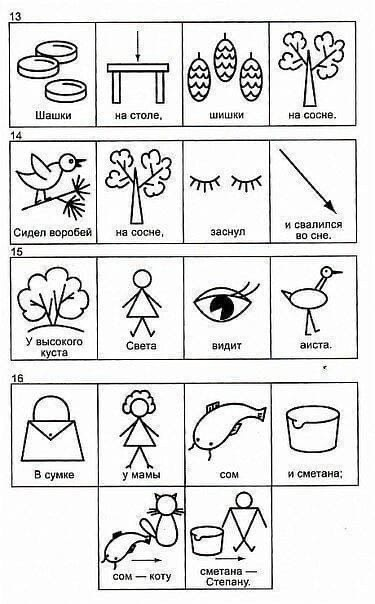 13
Шашки на столе, шишки на сосне.
14
Сидел воробей на сосне, заснул и свалился
во сне.
15
У высокого
куста Света видит аиста.
16
В сумке у мамы сом и сметана;
сом — коту сметана —
Степану.